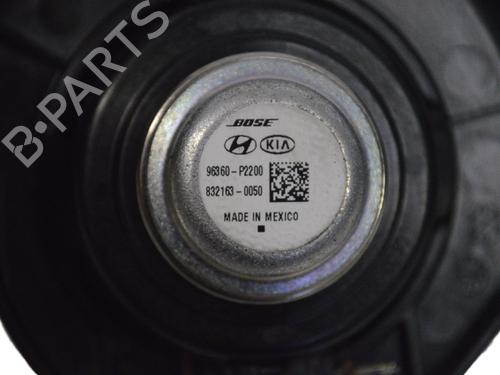 B-PARTS
BOSE
KIA
96360-P2200
832163-0050
MADE IN MEXICO